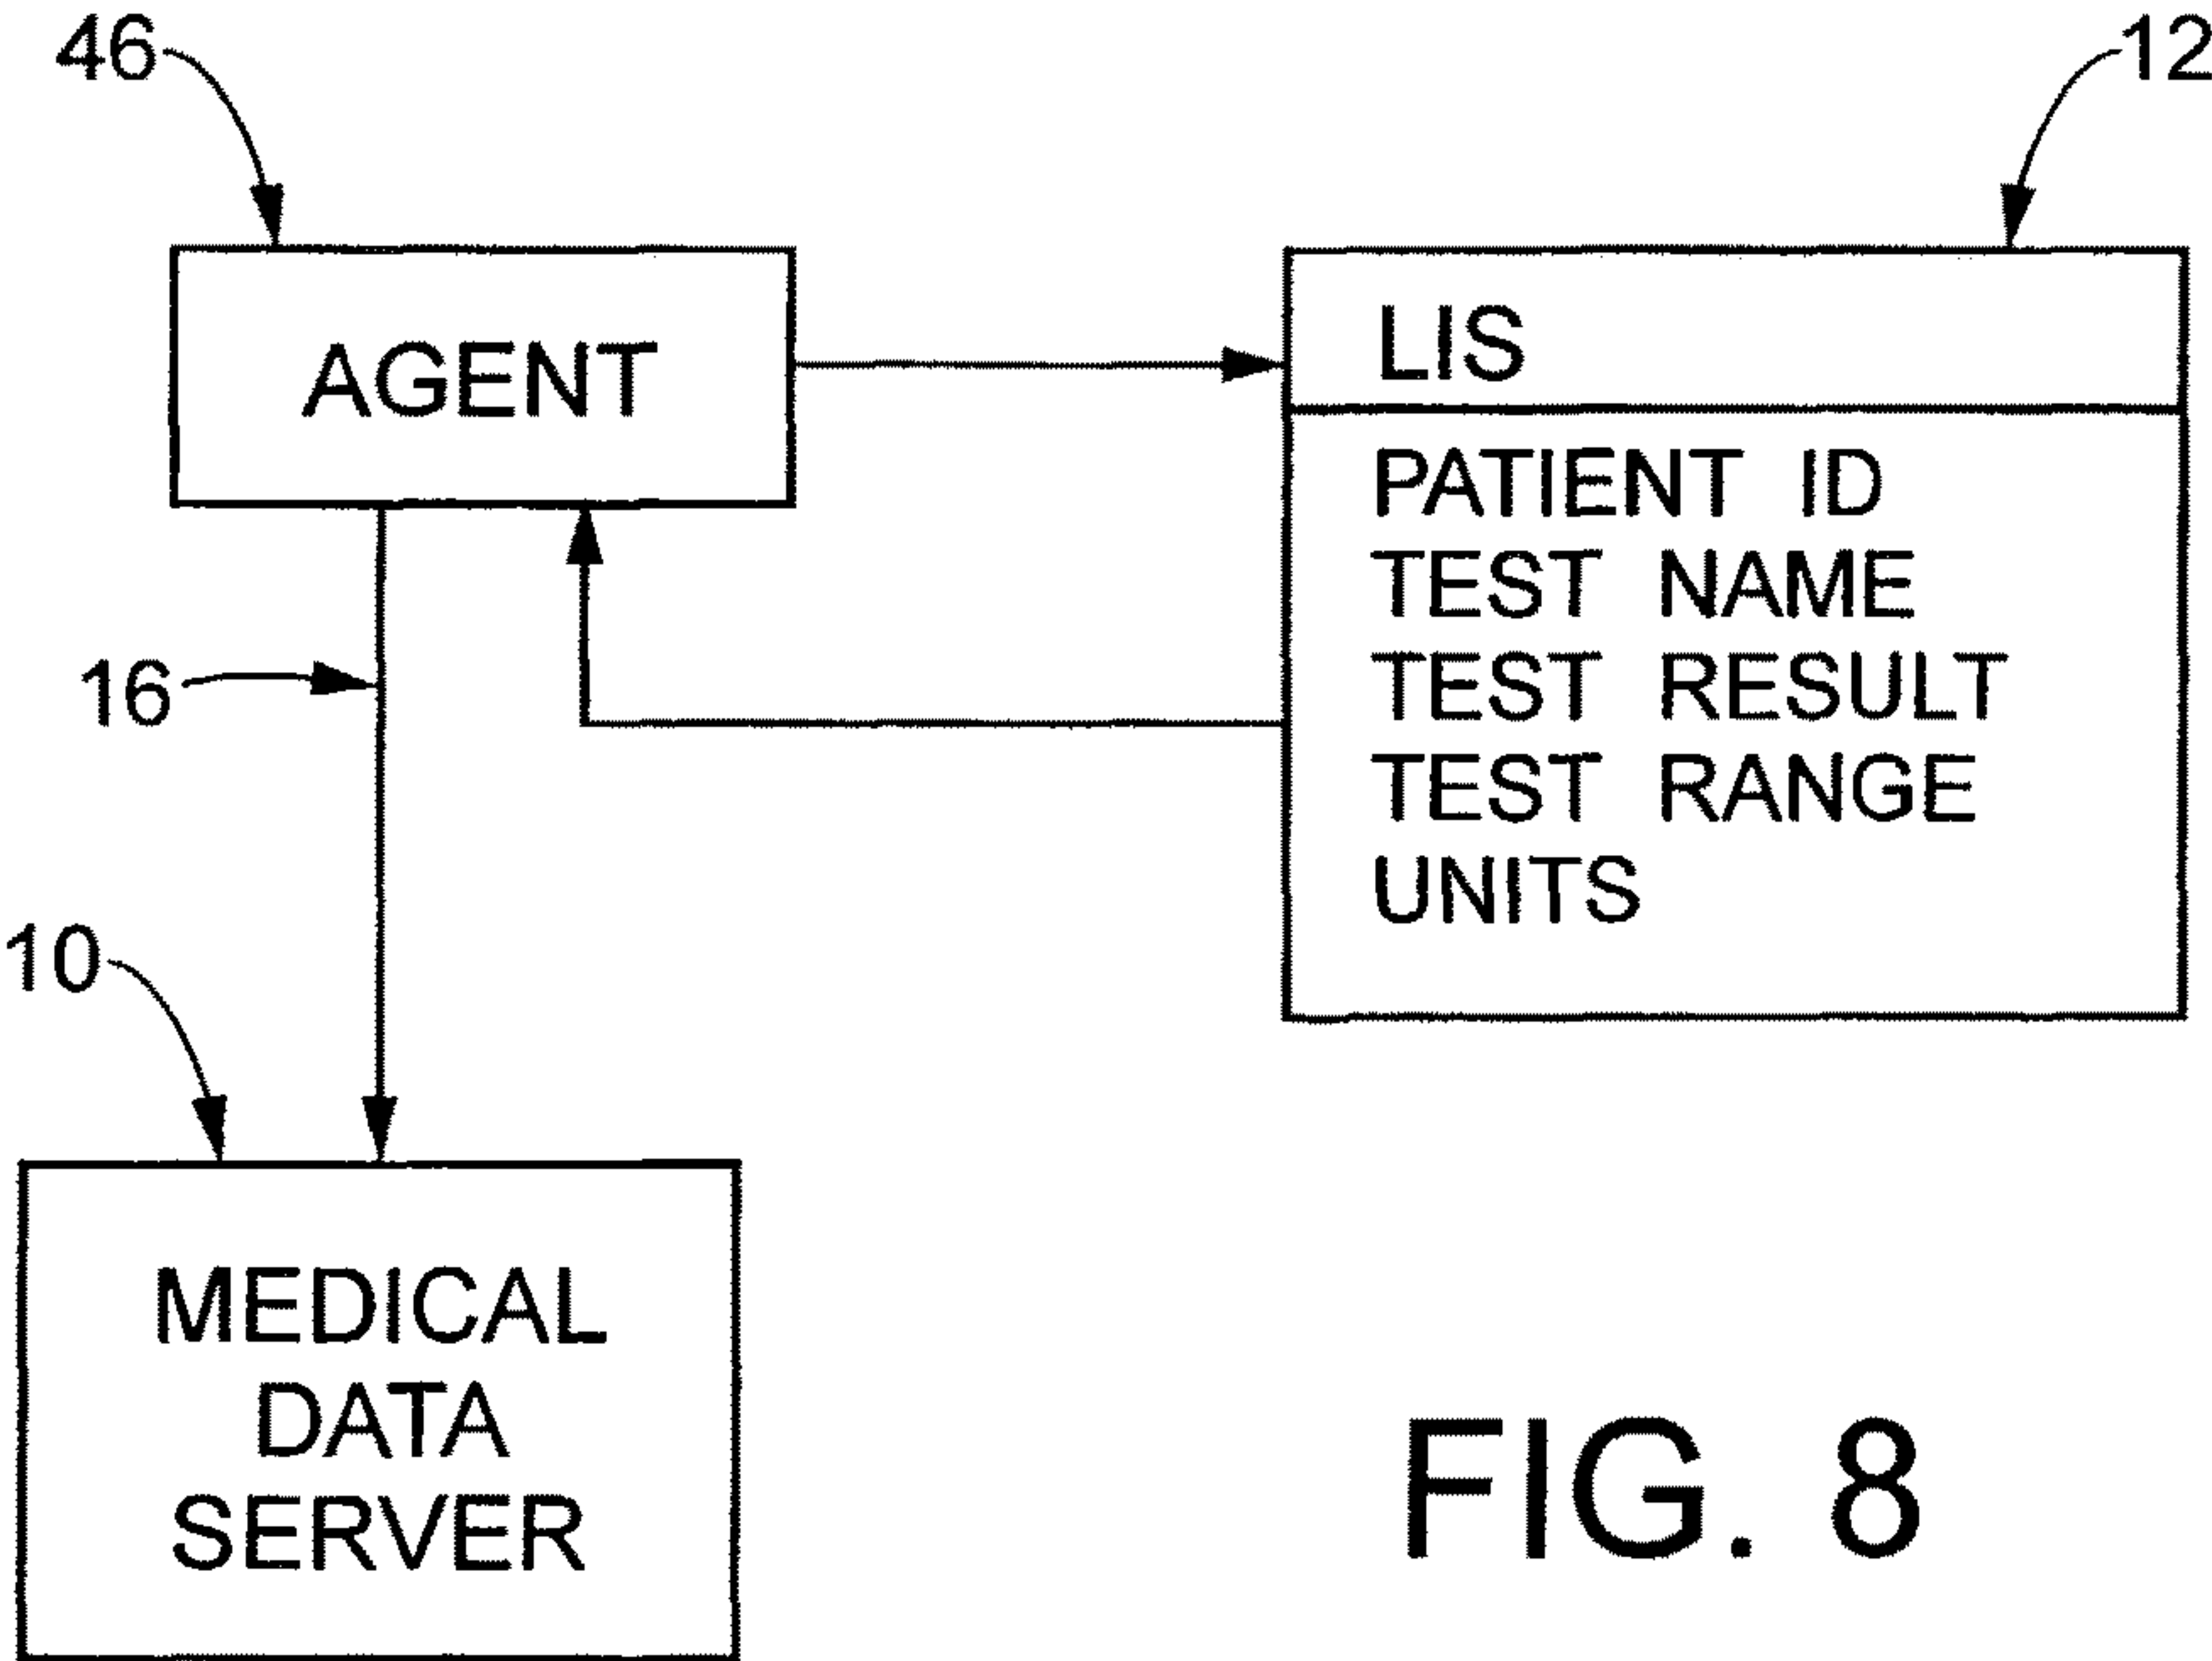 46
12
AGENT
LIS
PATIENT ID
TEST NAME
TEST RESULT
TEST RANGE
UNITS
16
10
MEDICAL
DATA
SERVER
FIG. 8